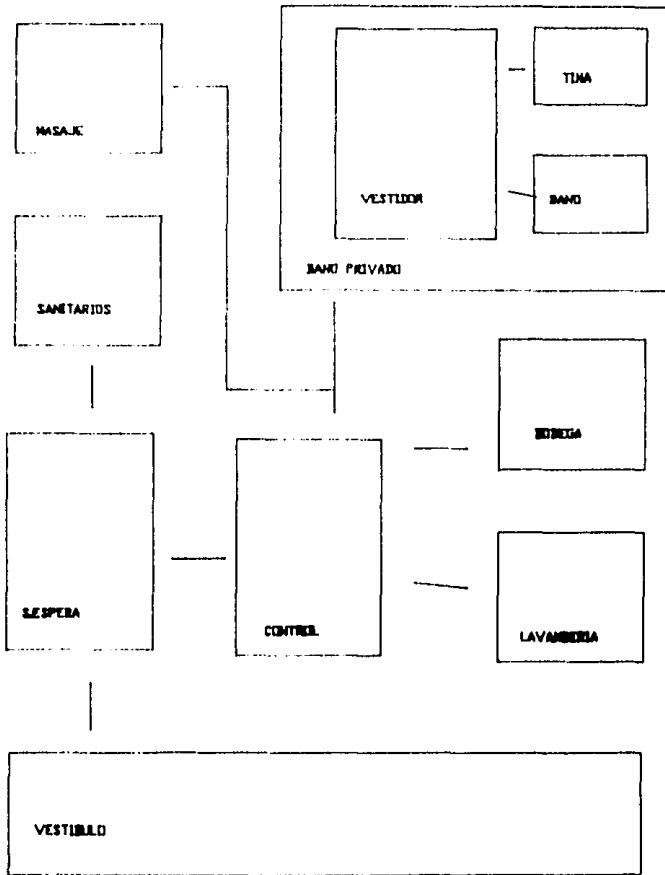 MASAJE
TINA
VESTIDOR
BANO
BANO PRIVADO
SANITARIOS
BODEGA
S.ESPERA
CONTROL
LAVANDERIA
VESTIBULO